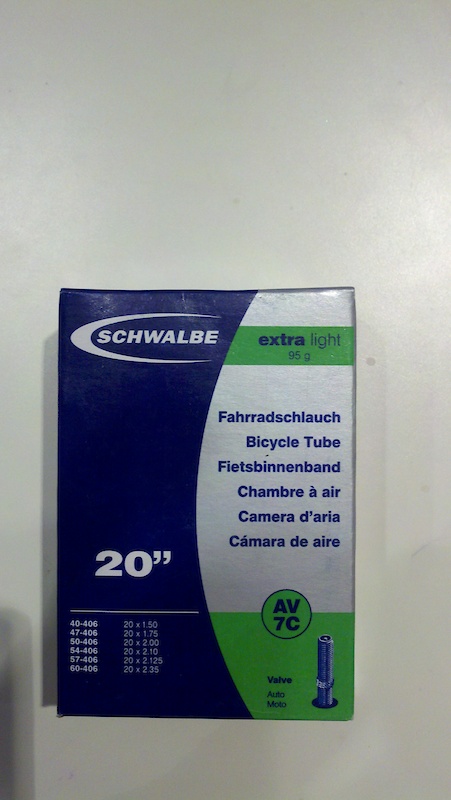 SCHWALBE
extra light
95 g
Fahrradschlauch
Bicycle Tube
Fietsbinnenband
Chambre à air
Camera d'aria
Cámara de aire
20”
AV
7C
40-406 20 x 1.50
47-406 20 x 1.75
50-406 20 x 2.00
54-406 20 x 2.10
57-406 20 x 2.125
60-406 20 x 2.35
Valve
Auto
Moto